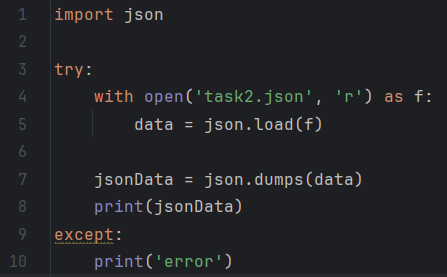 1 import json
2
3 try:
4     with open('task2.json', 'r') as f:
5         data = json.load(f)
6
7     jsonData = json.dumps(data)
8     print(jsonData)
9 except:
10     print('error')